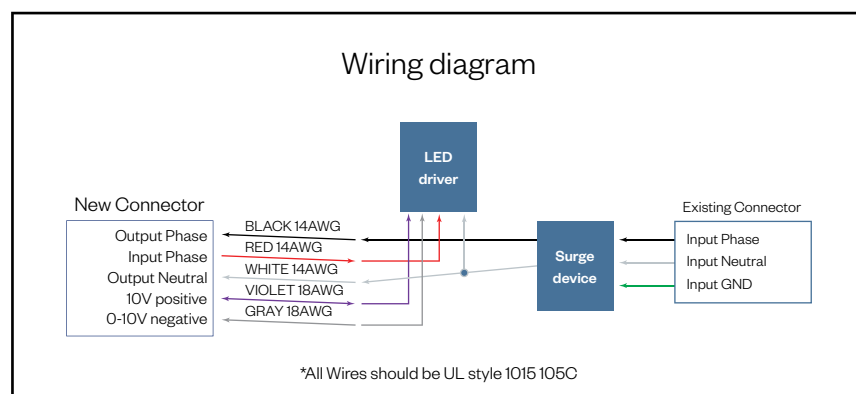 Wiring diagram
LED
driver
New Connector
Existing Connector
BLACK 14AWG
Output Phase
RED 14AWG
Input Phase
WHITE 14AWG
Output Neutral
VIOLET 18AWG
10V positive
GRAY 18AWG
0-10V negative
Surge
device
Input Phase
Input Neutral
Input GND
*All Wires should be UL style 1015 105C